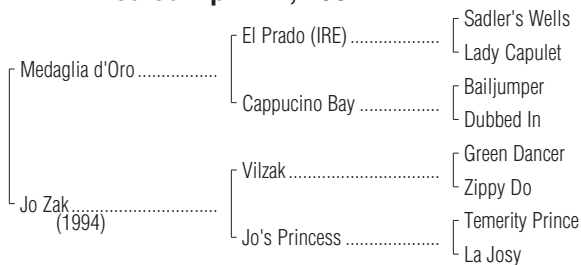 Sadler's Wells
El Prado (IRE) ....................
Lady Capulet
Medaglia d'Oro ..................
Bailjumper
Cappucino Bay ..................
Dubbed In
Green Dancer
Vilzak ..................................
Zippy Do
Jo Zak .................................
(1994)
Temerity Prince
Jo's Princess ......................
La Josy